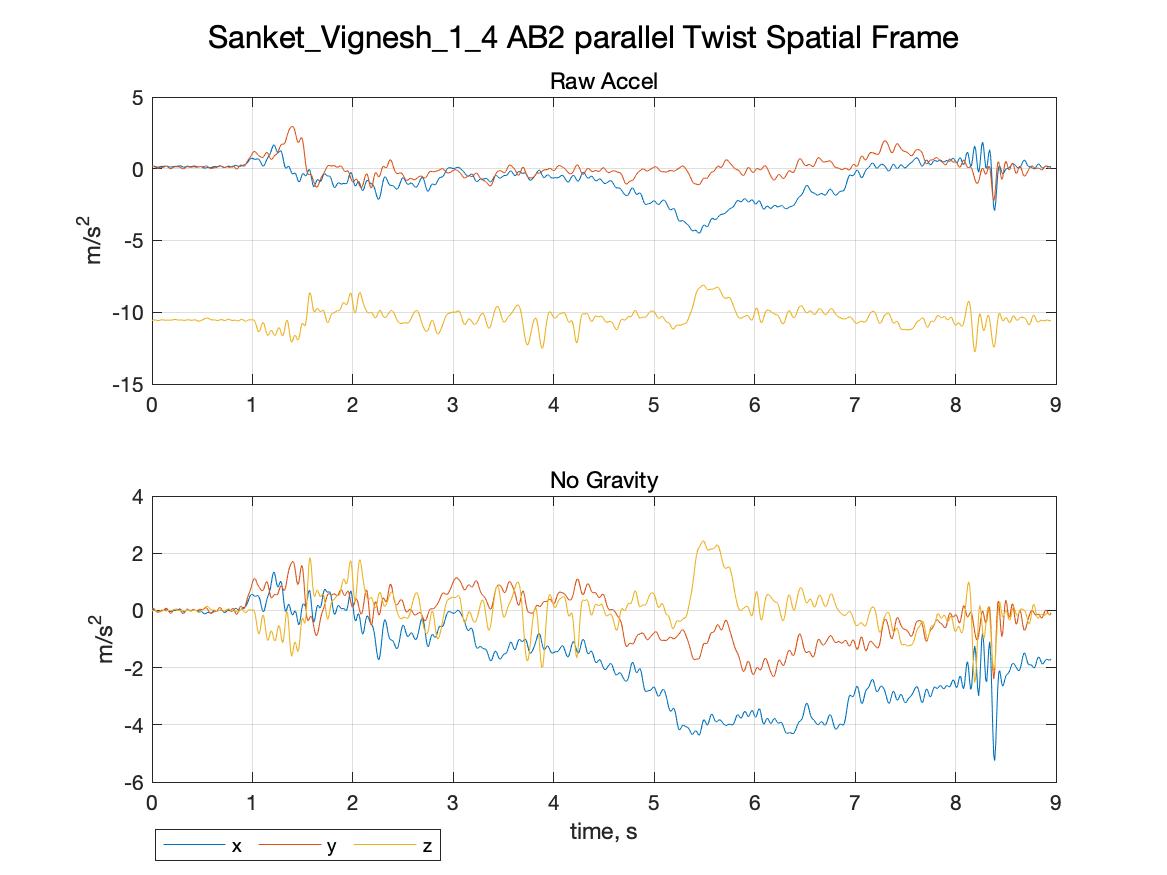 Sanket_Vignesh_1_4 AB2 parallel Twist Spatial Frame
Raw Accel
5
0
-5
-10
-15
m/s2
0 1 2 3 4 5 6 7 8 9
No Gravity
4
2
0
-2
-4
-6
m/s2
0 1 2 3 4 5 6 7 8 9
time, s
x y z